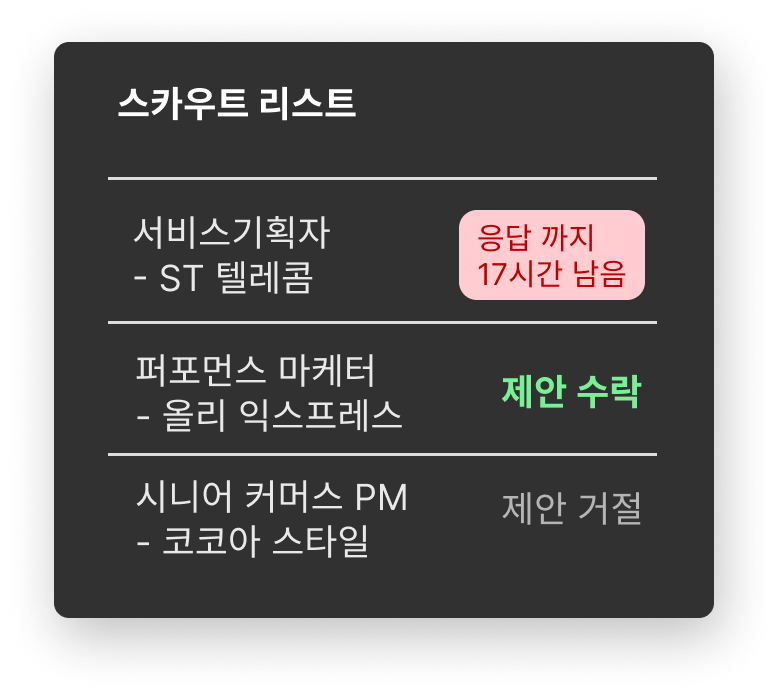 스카우트 리스트
서비스기획자
- ST 텔레콤
응답 까지
17시간 남음
퍼포먼스 마케터
- 올리 익스프레스
제안 수락
시니어 커머스 PM
- 코코아 스타일
제안 거절